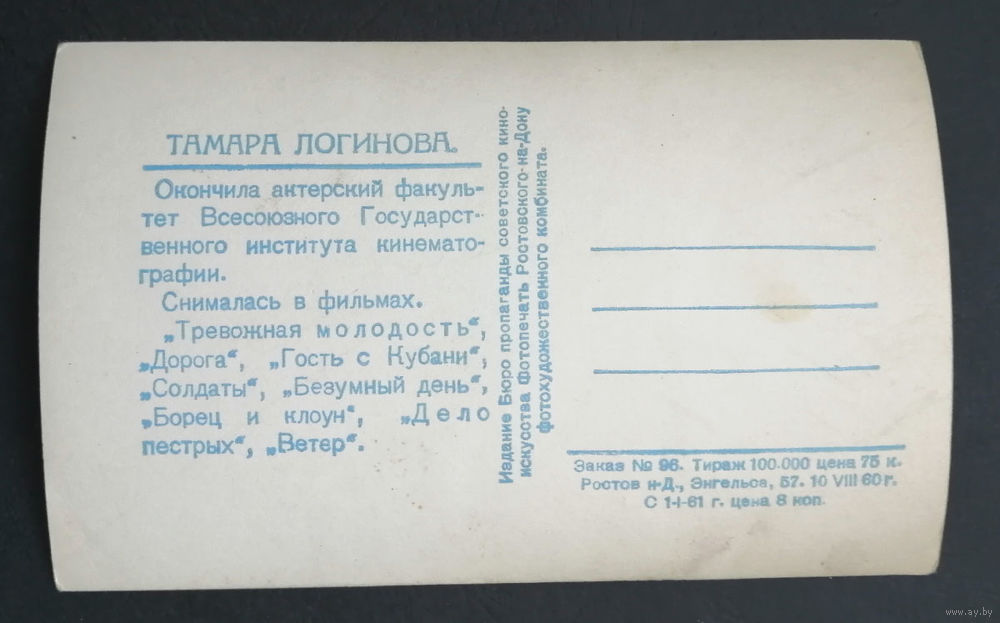 ТАМАРА ЛОГИНОВА.
Окончила актерский факуль-
тет Всесоюзного Государст-
венного института кинемато-
графии.
Снималась в фильмах.
„Тревожная молодость“,
„Дорога“, „Гость с Кубани“,
„Солдаты“, „Безумный день“,
„Борец и клоун“, „Дело
пестрых“, „Ветер“.
Издание Бюро пропаганды советского кино-
искусства Фотопечать Ростовского-на-Дону
фотохудожественного комбината.
Заказ № 96. Тираж 100.000 цена 75 к.
Ростов н-Д., Энгельса, 57. 10 VIII 60 г.
С 1-I-61 г. цена 8 коп.
www.ay.by